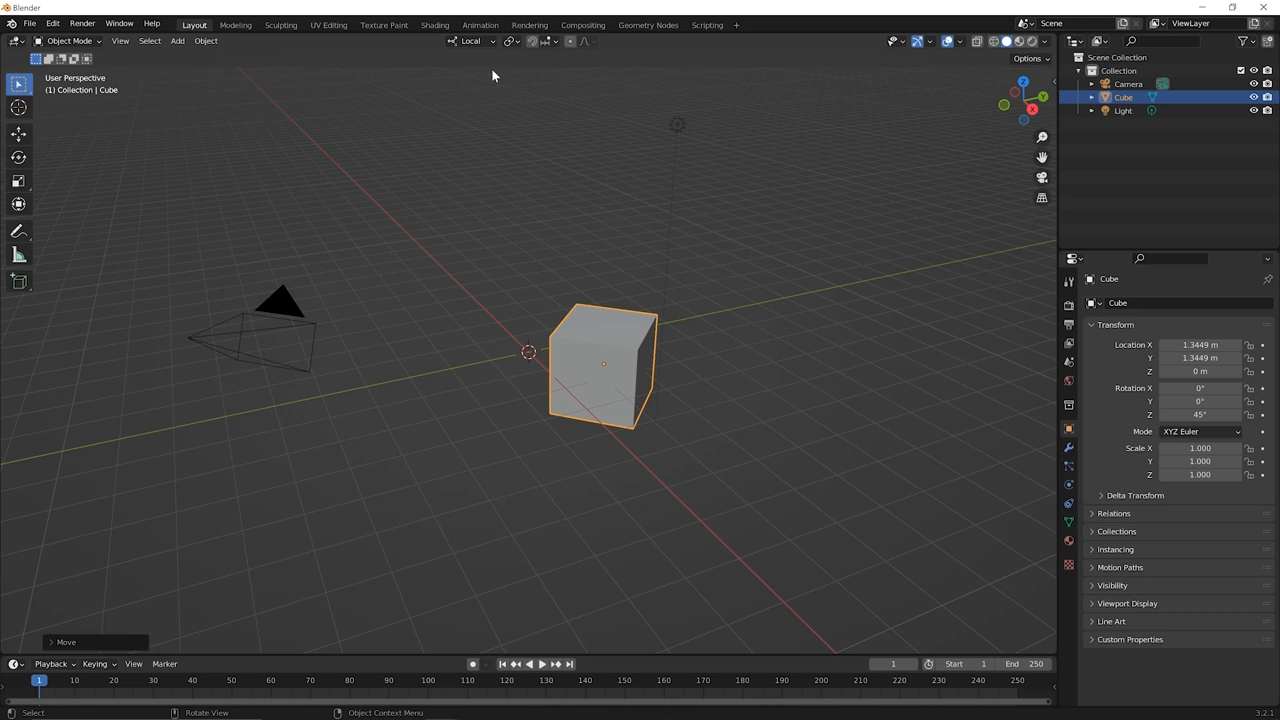 Blender
File Edit Render Window Help Layout Modeling Sculpting UV Editing Texture Paint Shading Animation Rendering Compositing Geometry Nodes Scripting + Scene ViewLayer
Object Mode View Select Add Object Local
Options
User Perspective
(1) Collection | Cube
Z
Y
X
Scene Collection
Collection
Camera
Cube
Light
Cube
Cube
Transform
Location X 1.3449 m
Y 1.3449 m
Z 0 m
Rotation X 0°
Y 0°
Z 45°
Mode XYZ Euler
Scale X 1.000
Y 1.000
Z 1.000
Delta Transform
Relations
Collections
Instancing
Motion Paths
Visibility
Viewport Display
Line Art
Custom Properties
Move
Playback Keying View Marker 1 Start 1 End 250
1 10 20 30 40 50 60 70 80 90 100 110 120 130 140 150 160 170 180 190 200 210 220 230 240 250
Select Rotate View Object Context Menu 3.2.1